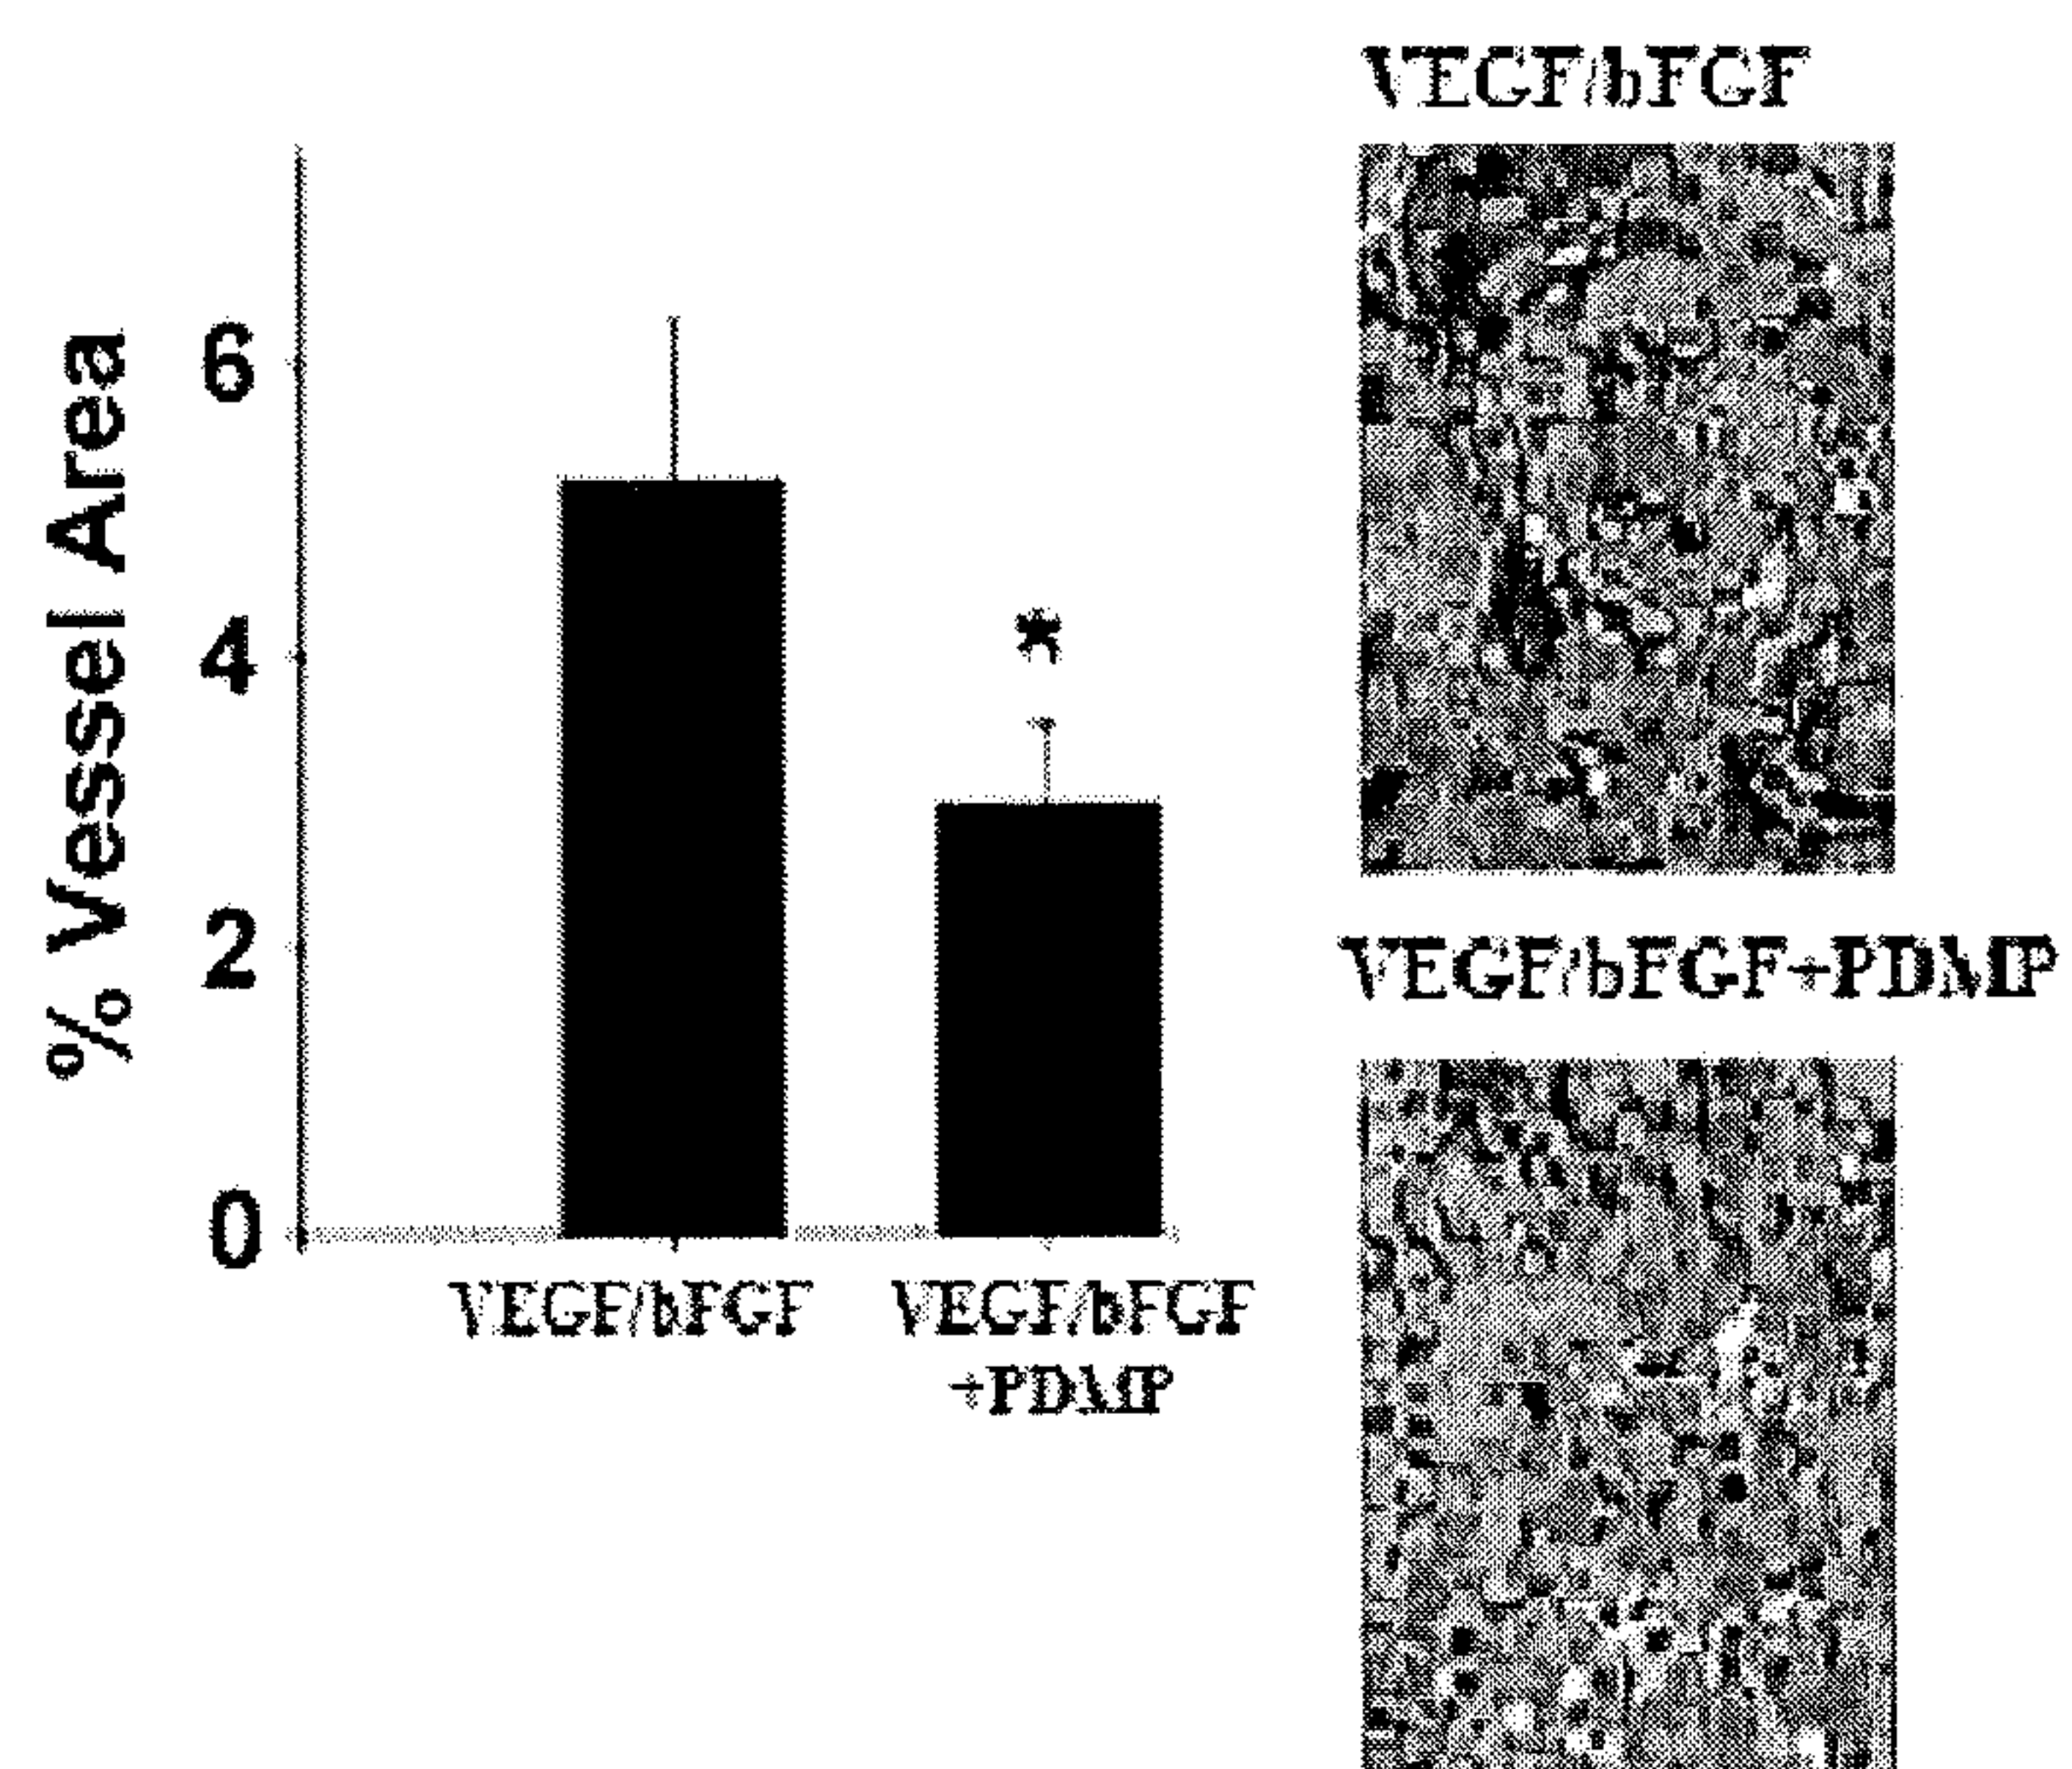 % Vessel Area
6
4
2
0
VEGF/bFGF
VEGF/bFGF
+PDMP
*
VEGF/bFGF
VEGF/bFGF+PDMP